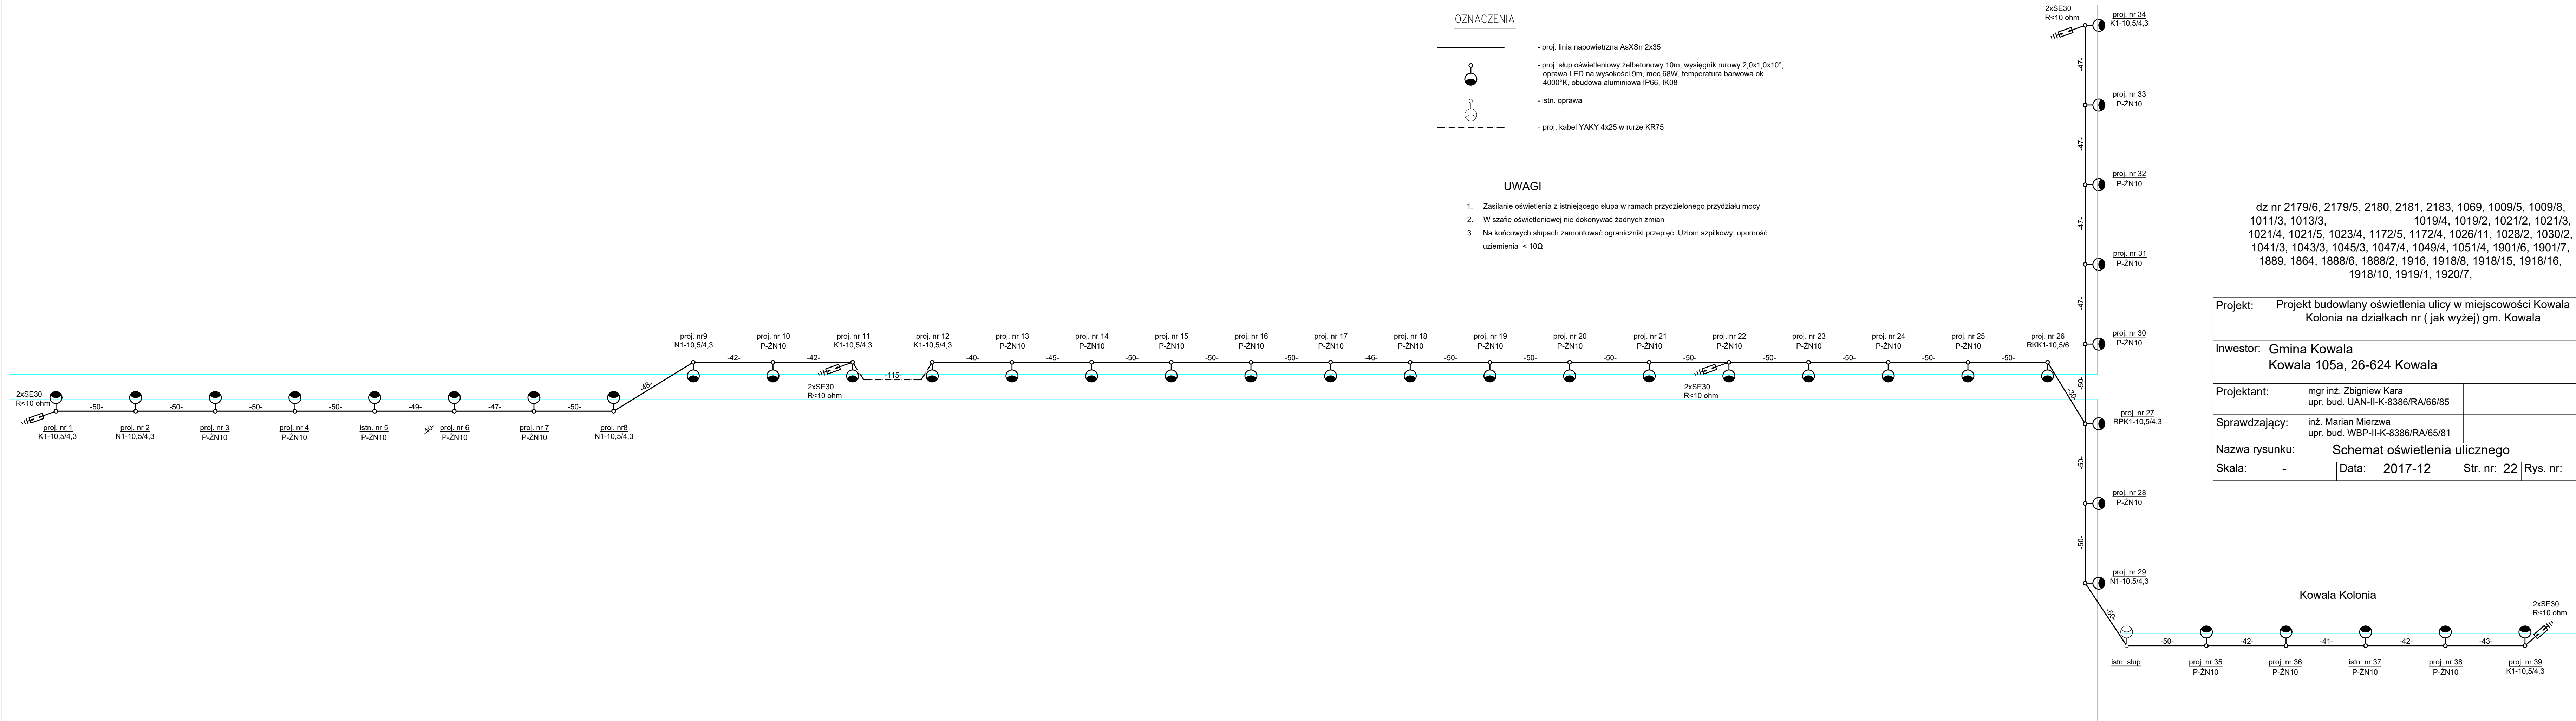 OZNACZENIA
- proj. linia napowietrzna AsXSn 2x35
- proj. słup oświetleniowy żelbetonowy 10m, wysięgnik rurowy 2,0x1,0x10°,
oprawa LED na wysokości 9m, moc 68W, temperatura barwowa ok.
4000°K, obudowa aluminiowa IP66, IK08
- istn. oprawa
- proj. kabel YAKY 4x25 w rurze KR75
UWAGI
1. Zasilanie oświetlenia z istniejącego słupa w ramach przydzielonego przydziału mocy
2. W szafie oświetleniowej nie dokonywać żadnych zmian
3. Na końcowych słupach zamontować ograniczniki przepięć. Uziom szpilkowy, oporność
uziemienia < 10Ω
2xSE30
R<10 ohm
-50- -50- -50- -50- -49- -47- -50- -48-
proj. nr 1
K1-10,5/4,3
proj. nr 2
N1-10,5/4,3
proj. nr 3
P-ŻN10
proj. nr 4
P-ŻN10
istn. nr 5
P-ŻN10
-40-
proj. nr 6
P-ŻN10
proj. nr 7
P-ŻN10
proj. nr8
N1-10,5/4,3
proj. nr9
N1-10,5/4,3
proj. nr 10
P-ŻN10
proj. nr 11
K1-10,5/4,3
proj. nr 12
K1-10,5/4,3
proj. nr 13
P-ŻN10
proj. nr 14
P-ŻN10
proj. nr 15
P-ŻN10
proj. nr 16
P-ŻN10
proj. nr 17
P-ŻN10
proj. nr 18
P-ŻN10
proj. nr 19
P-ŻN10
proj. nr 20
P-ŻN10
proj. nr 21
P-ŻN10
proj. nr 22
P-ŻN10
proj. nr 23
P-ŻN10
proj. nr 24
P-ŻN10
proj. nr 25
P-ŻN10
proj. nr 26
RKK1-10,5/6
-42- -42- -115- -40- -45- -50- -50- -50- -46- -50- -50- -50- -50- -50- -50- -50- -50-
2xSE30
R<10 ohm
2xSE30
R<10 ohm
2xSE30
R<10 ohm
proj. nr 34
K1-10,5/4,3
-47-
proj. nr 33
P-ŻN10
-47-
proj. nr 32
P-ŻN10
-47-
proj. nr 31
P-ŻN10
-47-
proj. nr 30
P-ŻN10
-50-
-30-
proj. nr 27
RPK1-10,5/4,3
-50-
proj. nr 28
P-ŻN10
-50-
proj. nr 29
N1-10,5/4,3
-50-
Kowala Kolonia
2xSE30
R<10 ohm
-50- -42- -41- -42- -43-
istn. słup
proj. nr 35
P-ŻN10
proj. nr 36
P-ŻN10
istn. nr 37
P-ŻN10
proj. nr 38
P-ŻN10
proj. nr 39
K1-10,5/4,3
dz nr 2179/6, 2179/5, 2180, 2181, 2183, 1069, 1009/5, 1009/8,
1011/3, 1013/3, 1019/4, 1019/2, 1021/2, 1021/3,
1021/4, 1021/5, 1023/4, 1172/5, 1172/4, 1026/11, 1028/2, 1030/2,
1041/3, 1043/3, 1045/3, 1047/4, 1049/4, 1051/4, 1901/6, 1901/7,
1889, 1864, 1888/6, 1888/2, 1916, 1918/8, 1918/15, 1918/16,
1918/10, 1919/1, 1920/7,
Projekt: Projekt budowlany oświetlenia ulicy w miejscowości Kowala
Kolonia na działkach nr ( jak wyżej) gm. Kowala
Inwestor: Gmina Kowala
Kowala 105a, 26-624 Kowala
Projektant: mgr inż. Zbigniew Kara
upr. bud. UAN-II-K-8386/RA/66/85
Sprawdzający: inż. Marian Mierzwa
upr. bud. WBP-II-K-8386/RA/65/81
Nazwa rysunku: Schemat oświetlenia ulicznego
Skala: - Data: 2017-12 Str. nr: 22 Rys. nr: